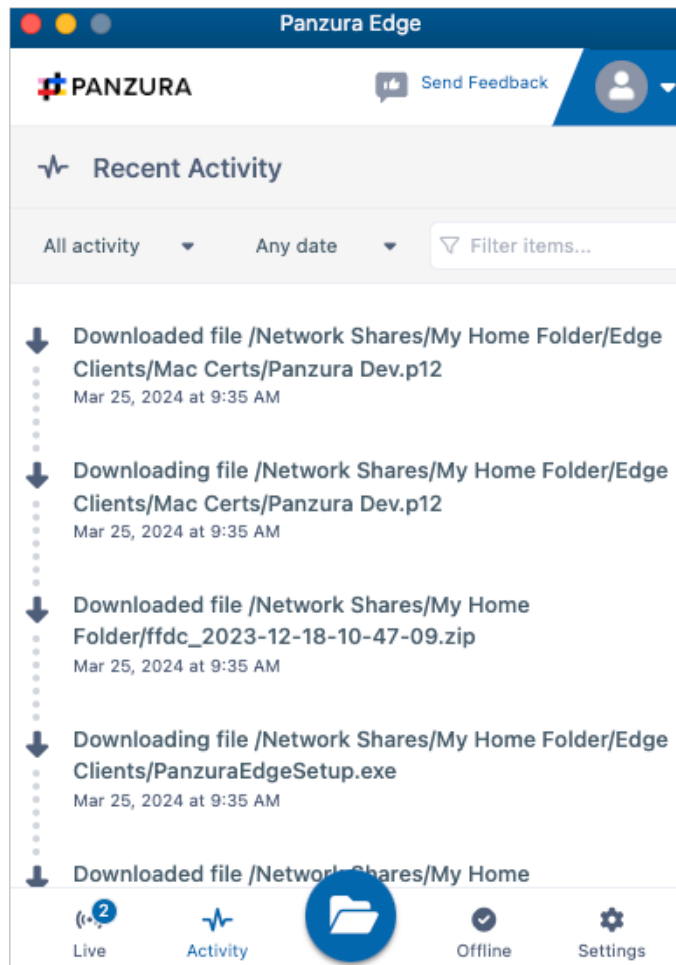 Panzura Edge
PANZURA
Send Feedback
Recent Activity
All activity
Any date
Filter items...
Downloaded file /Network Shares/My Home Folder/Edge
Clients/Mac Certs/Panzura Dev.p12
Mar 25, 2024 at 9:35 AM
Downloading file /Network Shares/My Home Folder/Edge
Clients/Mac Certs/Panzura Dev.p12
Mar 25, 2024 at 9:35 AM
Downloaded file /Network Shares/My Home
Folder/ffdc_2023-12-18-10-47-09.zip
Mar 25, 2024 at 9:35 AM
Downloading file /Network Shares/My Home Folder/Edge
Clients/PanzuraEdgeSetup.exe
Mar 25, 2024 at 9:35 AM
Downloaded file /Network Shares/My Home
2
Live
Activity
Offline
Settings